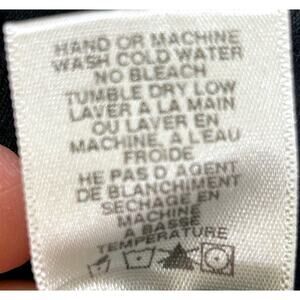 HAND OR MACHINE
WASH COLD WATER
NO BLEACH
TUMBLE DRY LOW
LAVER A LA MAIN
OU LAVER EN
MACHINE, A L'EAU
FROIDE
HE PAS D'AGENT
DE BLANCHIMENT
SECHAGE EN
MACHINE
A BASSE
TEMPERATURE